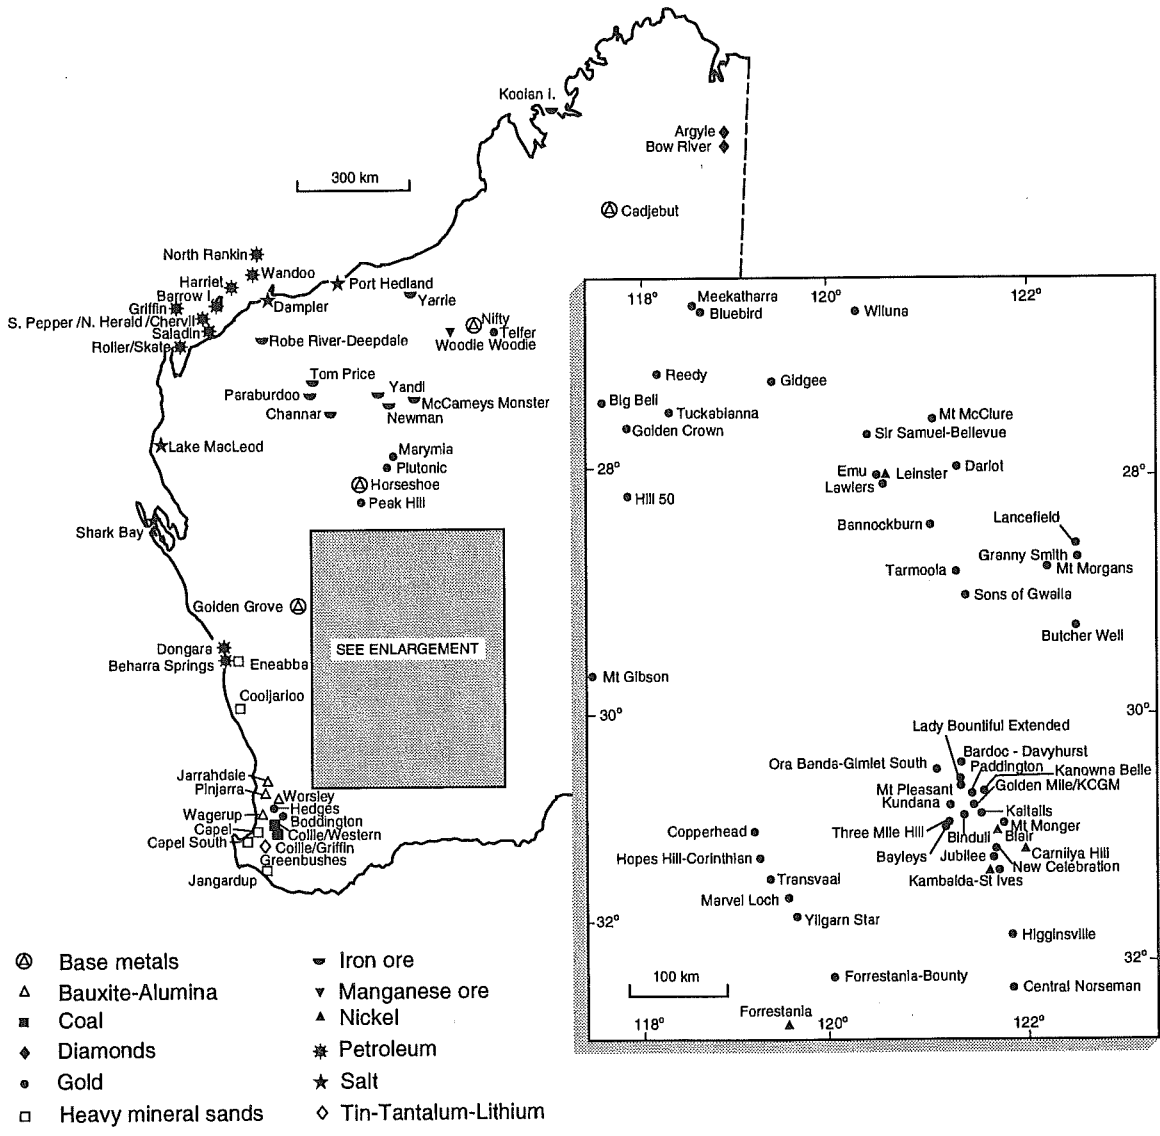 Koolan I.
Argyle
Bow River
300 km
Cadjebut
North Rankin
Wandoo
Harriet
Barrow I.
Griffin
S. Pepper /N. Herald /Chervil
Saladin
Roller/Skate
Port Hedland
Dampier
Yarrie
Nifty
Telfer
Woodie Woodie
Robe River-Deepdale
Tom Price
Paraburdoo
Yandi
McCameys Monster
Channar
Newman
Lake MacLeod
Marymia
Plutonic
Horseshoe
Peak Hill
Shark Bay
Golden Grove
SEE ENLARGEMENT
Dongara
Beharra Springs
Eneabba
Cooljarloo
Jarrahdale
Pinjarra
Worsley
Hedges
Wagerup
Boddington
Capel
Collie/Western
Capel South
Collie/Griffin
Greenbushes
Jangardup
118°
120°
122°
Meekatharra
Bluebird
Wiluna
Reedy
Gidgee
Big Bell
Tuckabianna
Golden Crown
Mt McClure
Sir Samuel-Bellevue
28°
Emu
Leinster
Darlot
28°
Lawlers
Hill 50
Bannockburn
Lancefield
Granny Smith
Mt Morgans
Tarmoola
Sons of Gwalia
Butcher Well
Mt Gibson
30°
30°
Lady Bountiful Extended
Bardoc - Davyhurst
Ora Banda-Gimlet South
Paddington
Kanowna Belle
Mt Pleasant
Golden Mile/KCGM
Kundana
Kaltails
Three Mile Hill
Binduli
Mt Monger
Blair
Copperhead
Bayleys
Jubilee
Carnilya Hill
Hopes Hill-Corinthian
New Celebration
Kambalda-St Ives
Transvaal
Marvel Loch
Yilgarn Star
32°
Higginsville
32°
Forrestania-Bounty
Central Norseman
100 km
Forrestania
118°
120°
122°
Base metals
Bauxite-Alumina
Coal
Diamonds
Gold
Heavy mineral sands
Iron ore
Manganese ore
Nickel
Petroleum
Salt
Tin-Tantalum-Lithium